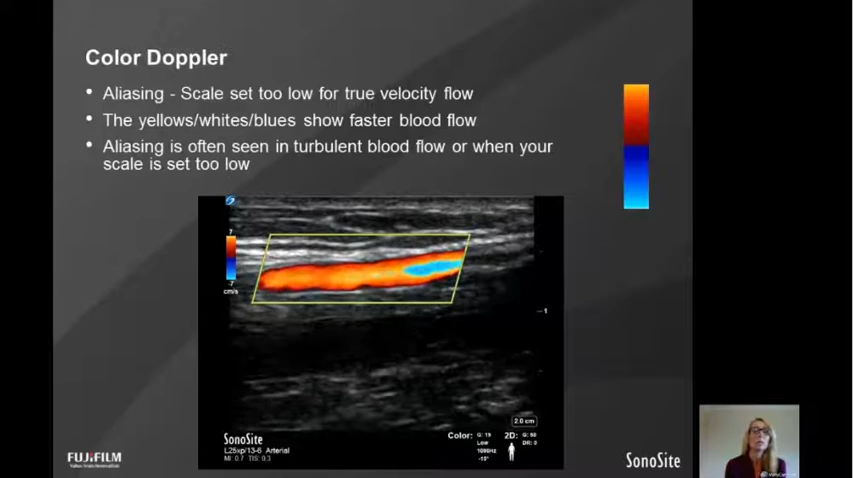 Color Doppler
• Aliasing - Scale set too low for true velocity flow
• The yellows/whites/blues show faster blood flow
• Aliasing is often seen in turbulent blood flow or when your
scale is set too low
7
-7
cm/s
1
2.0 cm
SonoSite
L25xp/13-6 Arterial
MI: 0.7 TIS: 0.3
Color:
G: 19
Low
1000Hz
-15°
2D:
G: 50
DR: 0
FUJIFILM
SonoSite